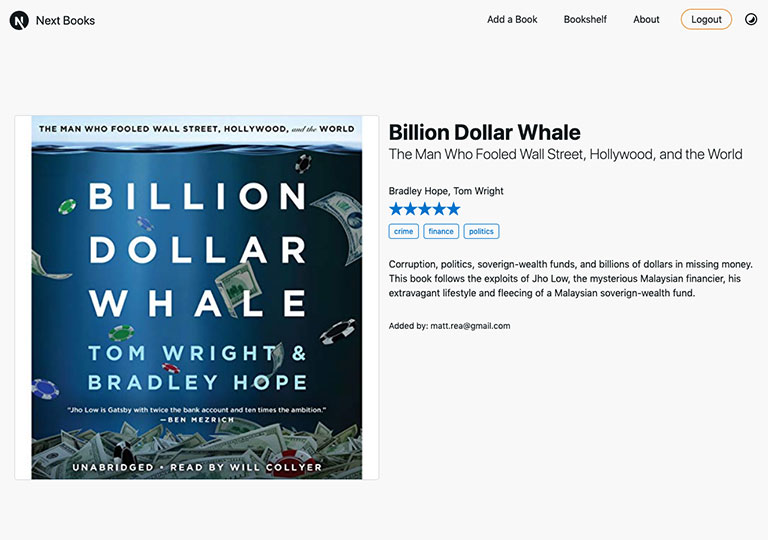 N Next Books
Add a Book Bookshelf About Logout
THE MAN WHO FOOLED WALL STREET, HOLLYWOOD, and the WORLD
BILLION
DOLLAR
WHALE
TOM WRIGHT &
BRADLEY HOPE
"Jho Low is Gatsby with twice the bank account and ten times the ambition."
—BEN MEZRICH
UNABRIDGED • READ BY WILL COLLYER
Billion Dollar Whale
The Man Who Fooled Wall Street, Hollywood, and the World
Bradley Hope, Tom Wright
crime finance politics
Corruption, politics, soverign-wealth funds, and billions of dollars in missing money.
This book follows the exploits of Jho Low, the mysterious Malaysian financier, his
extravagant lifestyle and fleecing of a Malaysian soverign-wealth fund.
Added by: matt.rea@gmail.com